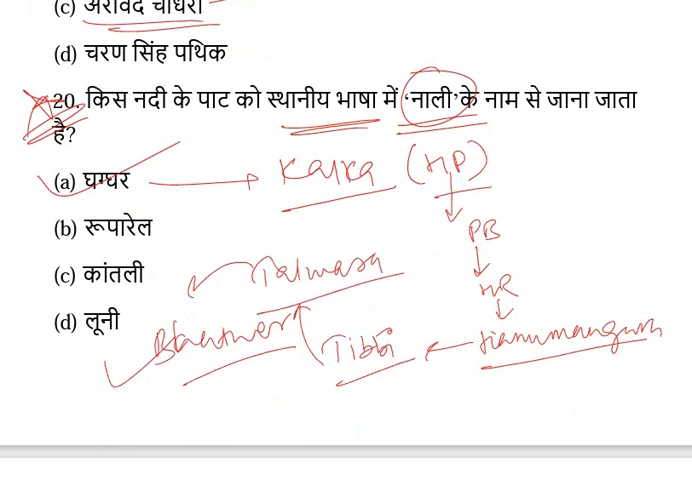 (c) अरविंद चौधरी
(d) चरण सिंह पथिक
20. किस नदी के पाट को स्थानीय भाषा में 'नाली' के नाम से जाना जाता
है?
(a) घग्घर → Kalka (HP)
(b) रूपारेल
PB
(c) कांतली
Talwara
HR
(d) लूनी
Bhatner
Tibbi ← Hanumangarh